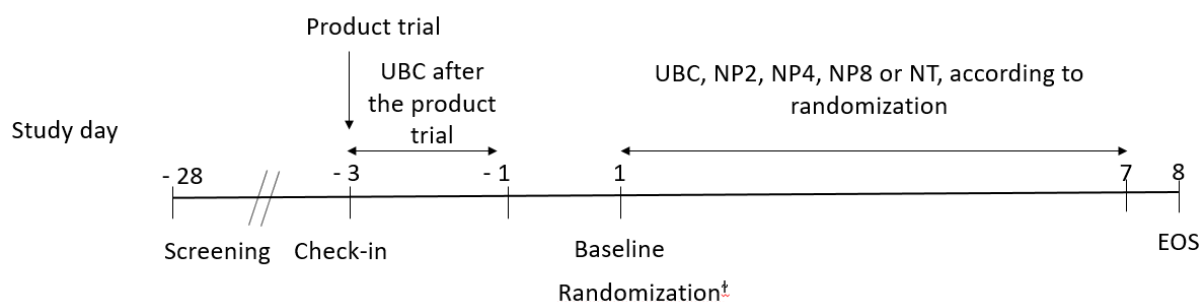 Product trial
UBC after
the product
trial
UBC, NP2, NP4, NP8 or NT, according to
randomization
Study day
- 28
- 3
- 1
1
7
8
Screening
Check-in
Baseline
EOS
Randomization‡